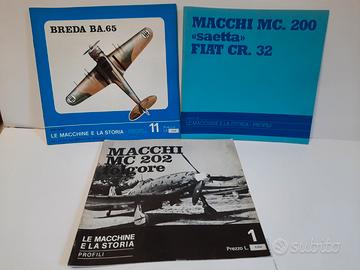 BREDA BA.65
LE MACCHINE E LA STORIA
PROFILI
11
MACCHI MC. 200
«saetta»
FIAT CR. 32
LE MACCHINE E LA STORIA - PROFILI
MACCHI
MC 202
folgore
LE MACCHINE
E LA STORIA
PROFILI
1
Prezzo L.
subito